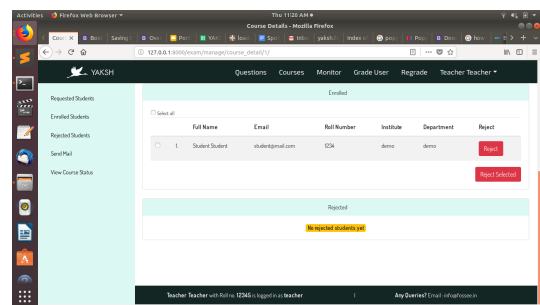 Activities Firefox Web Browser ▾ Thu 11:28 AM ●
Course Details - Mozilla Firefox
127.0.0.1:8000/exam/manage/course_detail/1/
YAKSH Questions Courses Monitor Grade User Regrade Teacher Teacher ▾
Requested Students
Enrolled Students
Rejected Students
Send Mail
View Course Status
Enrolled
Select all
Full Name Email Roll Number Institute Department Reject
1. Student Student student@mail.com 1234 demo demo Reject
Reject Selected
Rejected
No rejected students yet
Teacher Teacher with Roll no. 12345 is logged in as teacher | Any Queries? Email: info@fossee.in